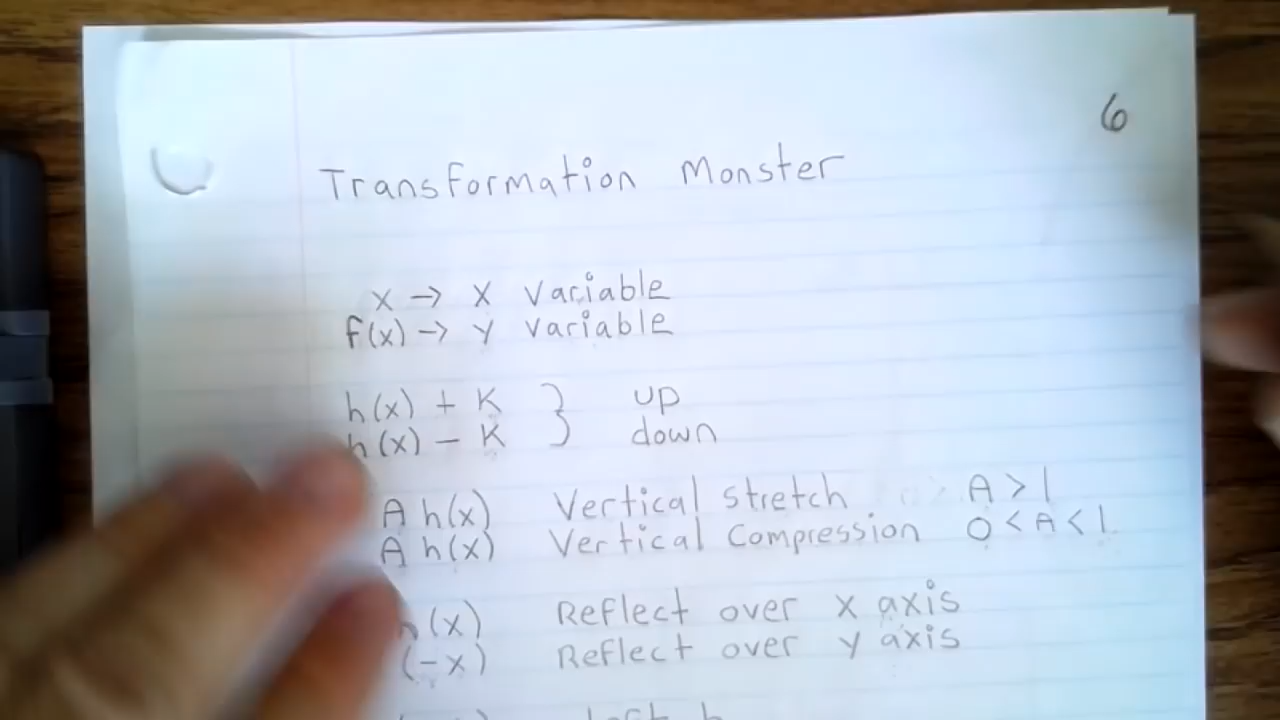 6
Transformation Monster
x → x variable
f(x) → y variable
h(x) + K } up
h(x) - K } down
A h(x) Vertical stretch A > 1
A h(x) Vertical Compression 0 < A < 1
h(x) Reflect over x axis
(-x) Reflect over y axis